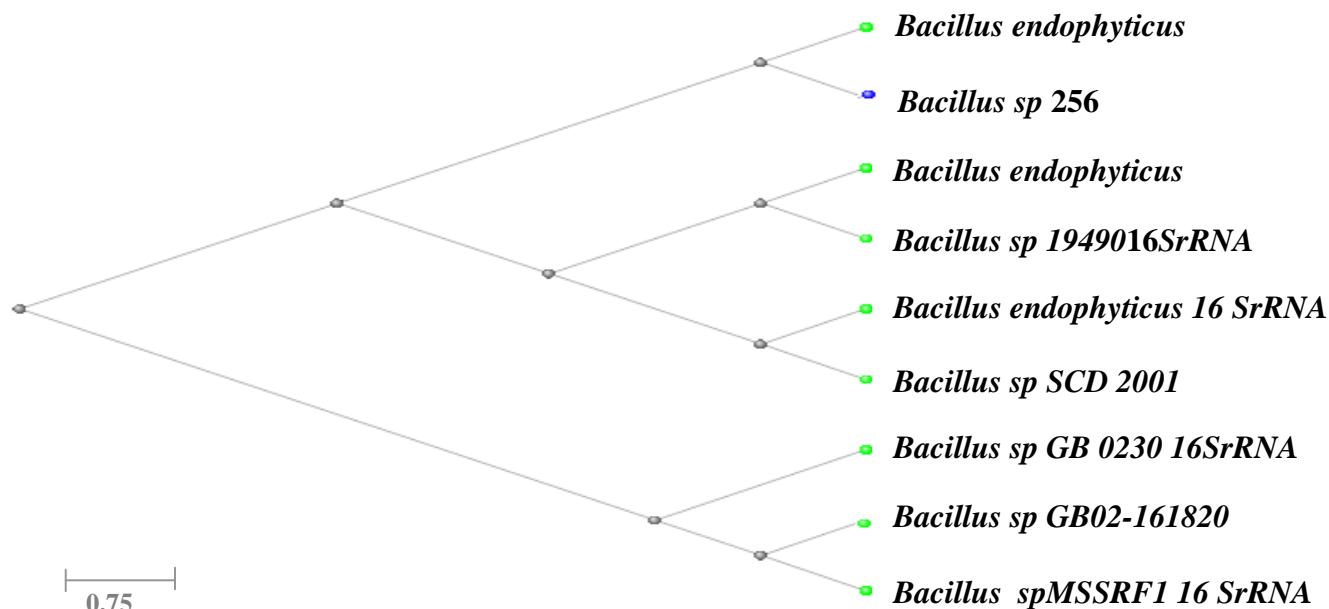 Bacillus endophyticus
Bacillus sp 256
Bacillus endophyticus
Bacillus sp 1949016SrRNA
Bacillus endophyticus 16 SrRNA
Bacillus sp SCD 2001
Bacillus sp GB 0230 16SrRNA
Bacillus sp GB02-161820
Bacillus spMSSRF1 16 SrRNA
0.75